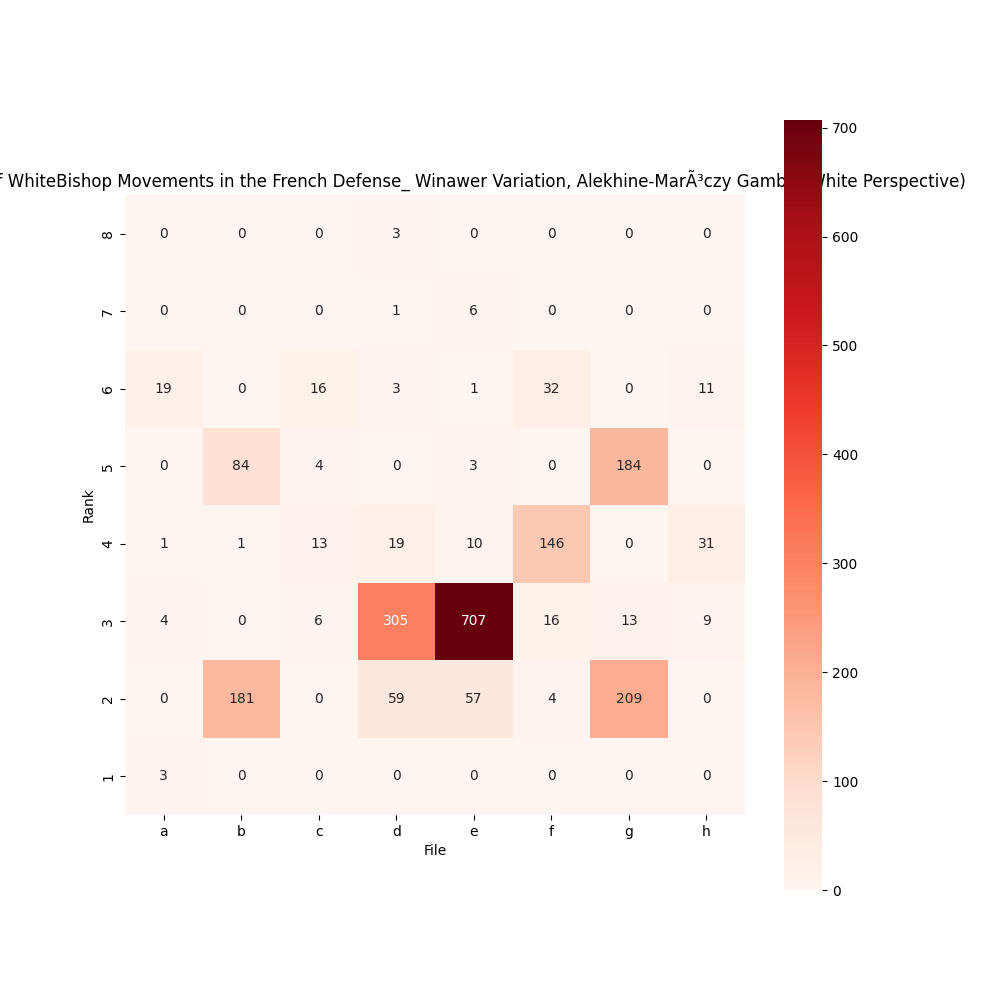 f WhiteBishop Movements in the French Defense_ Winawer Variation, Alekhine-MarÃ³czy Gamb White Perspective)
700
600
500
400
300
200
100
0
Rank
8 0 0 0 3 0 0 0 0
7 0 0 0 1 6 0 0 0
6 19 0 16 3 1 32 0 11
5 0 84 4 0 3 0 184 0
4 1 1 13 19 10 146 0 31
3 4 0 6 305 707 16 13 9
2 0 181 0 59 57 4 209 0
1 3 0 0 0 0 0 0 0
a b c d e f g h
File